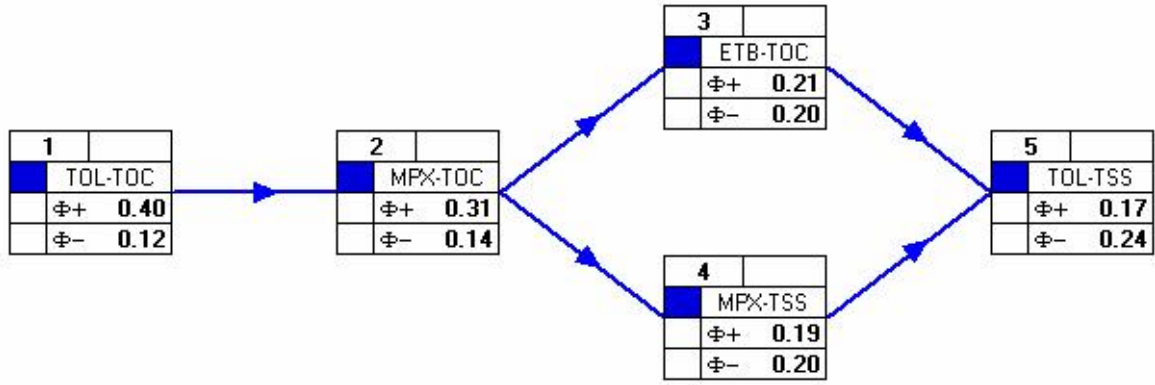 1
TOL-TOC
Φ+ 0.40
Φ− 0.12
2
MPX-TOC
Φ+ 0.31
Φ− 0.14
3
ETB-TOC
Φ+ 0.21
Φ− 0.20
4
MPX-TSS
Φ+ 0.19
Φ− 0.20
5
TOL-TSS
Φ+ 0.17
Φ− 0.24